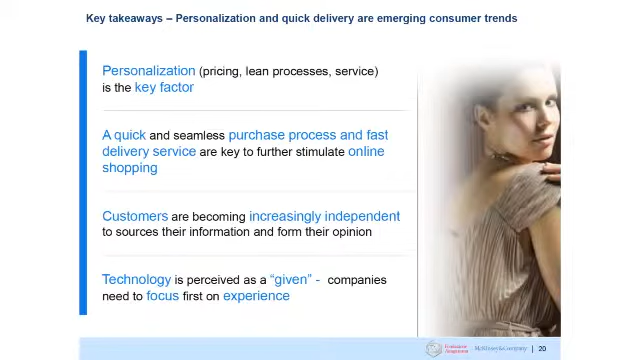 Key takeaways – Personalization and quick delivery are emerging consumer trends
Personalization (pricing, lean processes, service)
is the key factor
A quick and seamless purchase process and fast
delivery service are key to further stimulate online
shopping
Customers are becoming increasingly independent
to sources their information and form their opinion
Technology is perceived as a “given” - companies
need to focus first on experience
McKinsey&Company
20